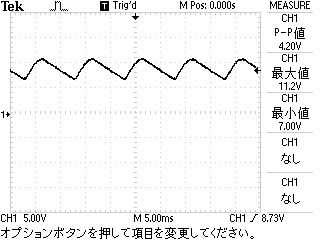 Tek T Trig'd M Pos: 0.000s MEASURE
CH1
P-P値
4.20V
CH1
最大値
11.2V
CH1
最小値
7.00V
CH1
なし
CH1
なし
1
CH1 5.00V M 5.00ms CH1 / 8.73V
オプションボタンを押して項目を変更してください。